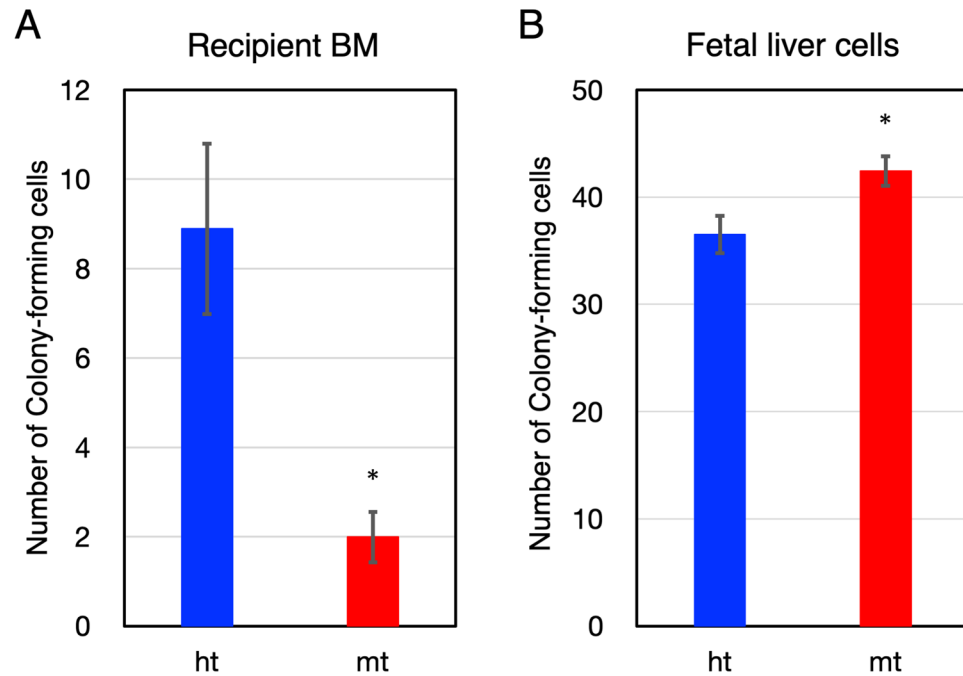 A
Recipient BM
Number of Colony-forming cells
12
10
8
6
4
2
0
*
ht
mt
B
Fetal liver cells
Number of Colony-forming cells
50
40
30
20
10
0
*
ht
mt